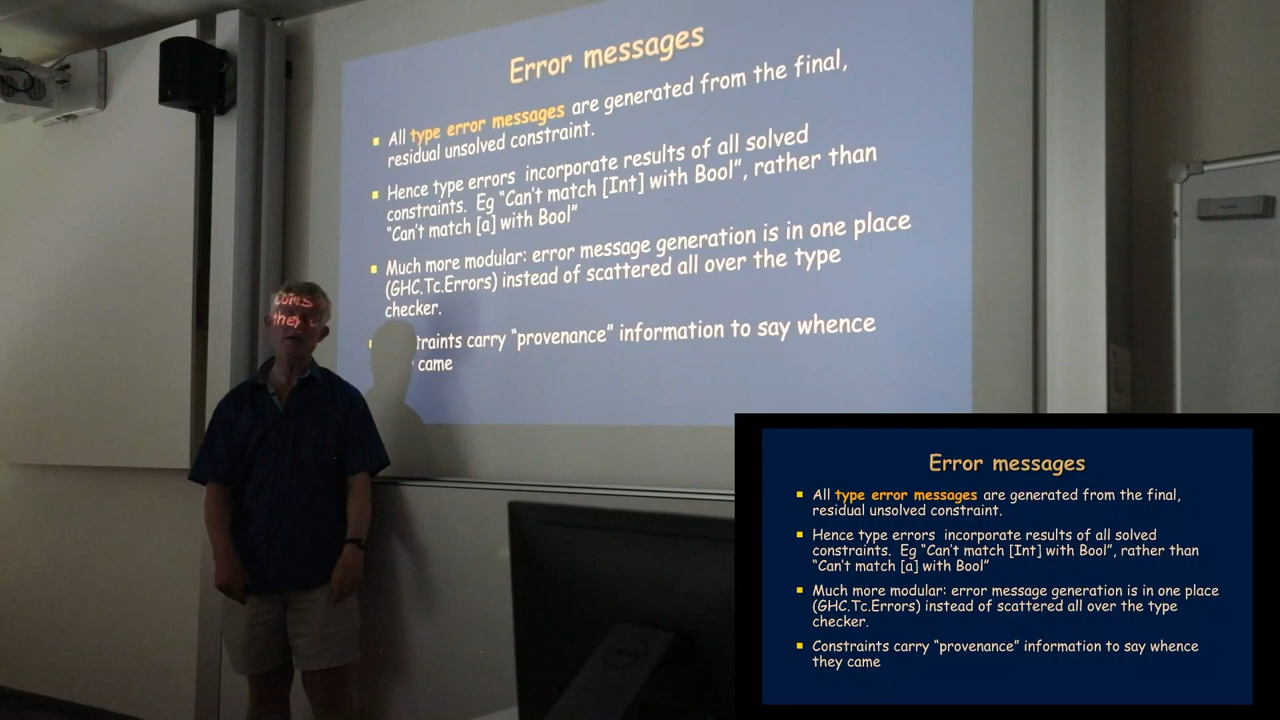 Error messages
All type error messages are generated from the final,
residual unsolved constraint.
Hence type errors incorporate results of all solved
constraints. Eg “Can’t match [Int] with Bool”, rather than
“Can’t match [a] with Bool”
Much more modular: error message generation is in one place
(GHC.Tc.Errors) instead of scattered all over the type
checker.
traints carry “provenance” information to say whence
came
cons
they
Error messages
All type error messages are generated from the final,
residual unsolved constraint.
Hence type errors incorporate results of all solved
constraints. Eg “Can’t match [Int] with Bool”, rather than
“Can’t match [a] with Bool”
Much more modular: error message generation is in one place
(GHC.Tc.Errors) instead of scattered all over the type
checker.
Constraints carry “provenance” information to say whence
they came